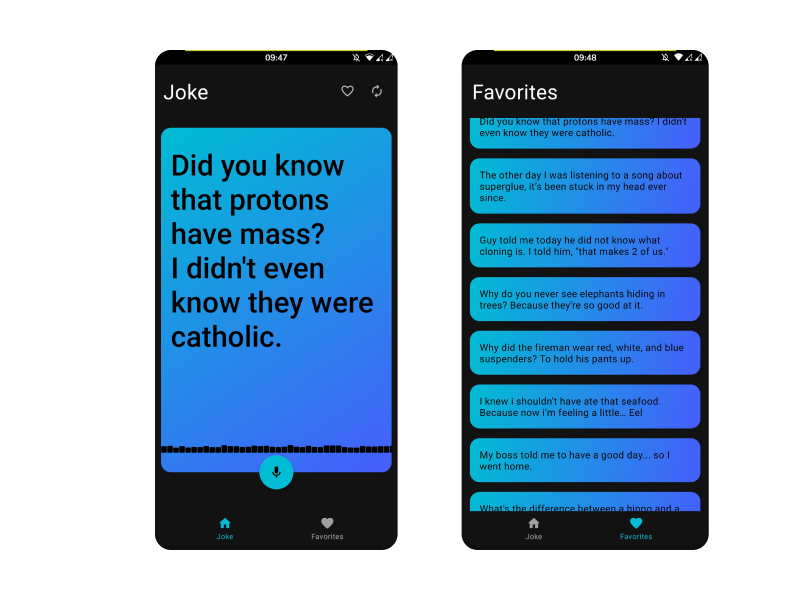 09:47
Joke
Did you know
that protons
have mass?
I didn't even
know they were
catholic.
Joke
Favorites
09:48
Favorites
Did you know that protons have mass? I didn't
even know they were catholic.
The other day I was listening to a song about
superglue, it's been stuck in my head ever
since.
Guy told me today he did not know what
cloning is. I told him, "that makes 2 of us."
Why do you never see elephants hiding in
trees? Because they're so good at it.
Why did the fireman wear red, white, and blue
suspenders? To hold his pants up.
I knew i shouldn't have ate that seafood.
Because now i'm feeling a little… Eel
My boss told me to have a good day... so I
went home.
What's the difference between a hippo and a
Joke
Favorites